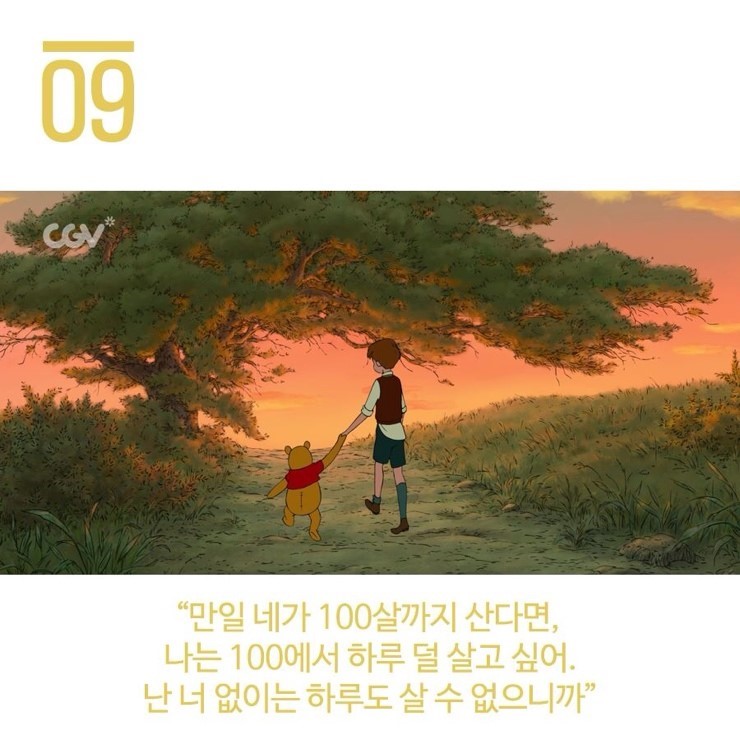 09
CGV*
“만일 네가 100살까지 산다면,
나는 100에서 하루 덜 살고 싶어.
난 너 없이는 하루도 살 수 없으니까”